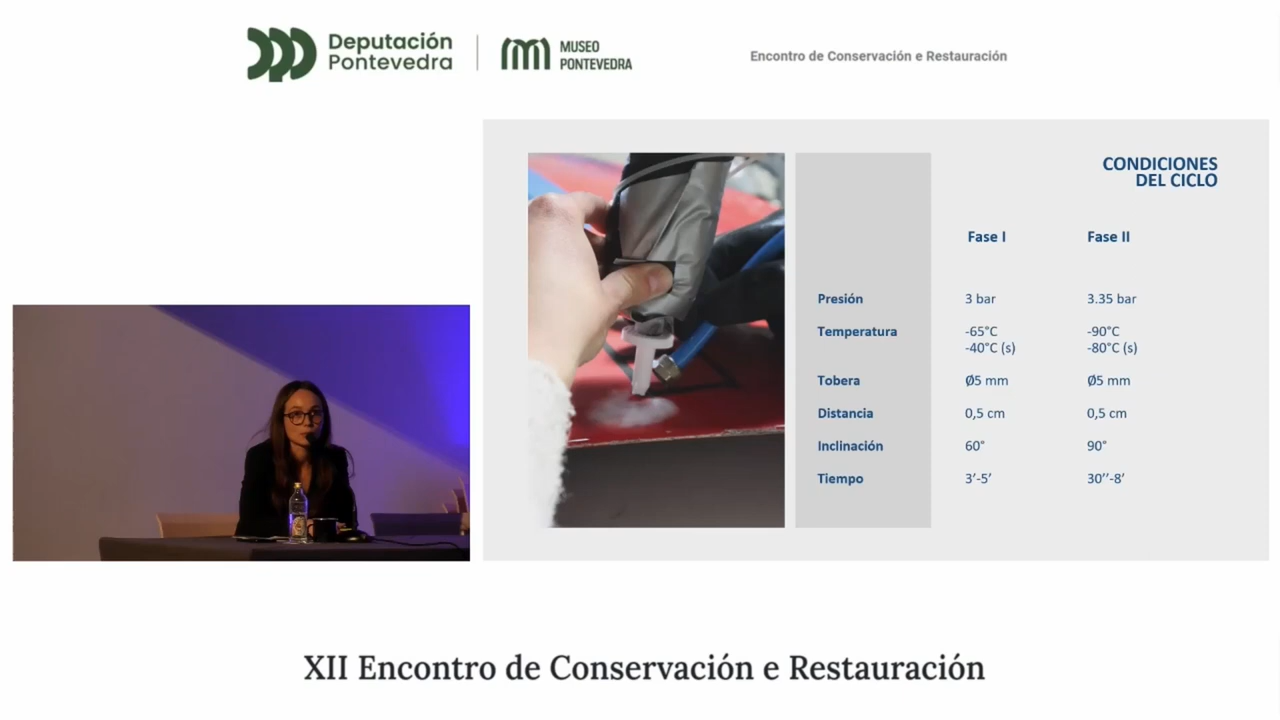 Deputación
Pontevedra
MUSEO
PONTEVEDRA
Encontro de Conservación e Restauración
CONDICIONES
DEL CICLO
Fase I Fase II
Presión 3 bar 3.35 bar
Temperatura -65°C -90°C
-40°C (s) -80°C (s)
Tobera Ø5 mm Ø5 mm
Distancia 0,5 cm 0,5 cm
Inclinación 60° 90°
Tiempo 3’-5’ 30’’-8’
XII Encontro de Conservación e Restauración